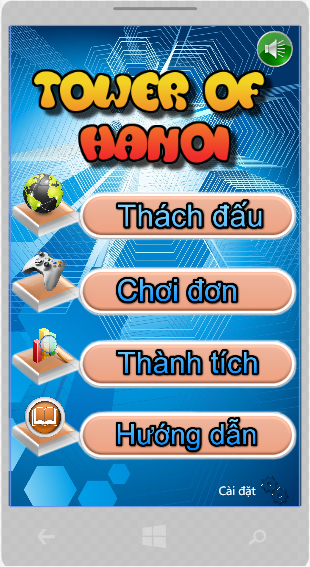 TOWER OF
HANOI
Thách đấu
Chơi đơn
Thành tích
Hướng dẫn
Cài đặt